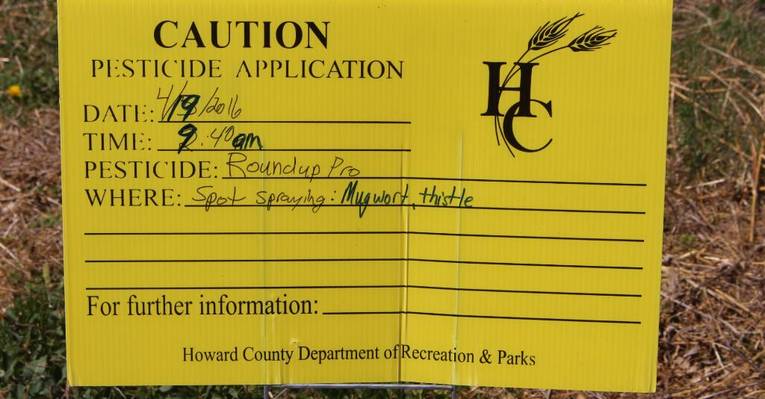 CAUTION
PESTICIDE APPLICATION
HC
DATE: 4/19/2016
TIME: 9:40am
PESTICIDE: Roundup Pro
WHERE: Spot spraying: Mugwort, thistle
For further information:
Howard County Department of Recreation & Parks